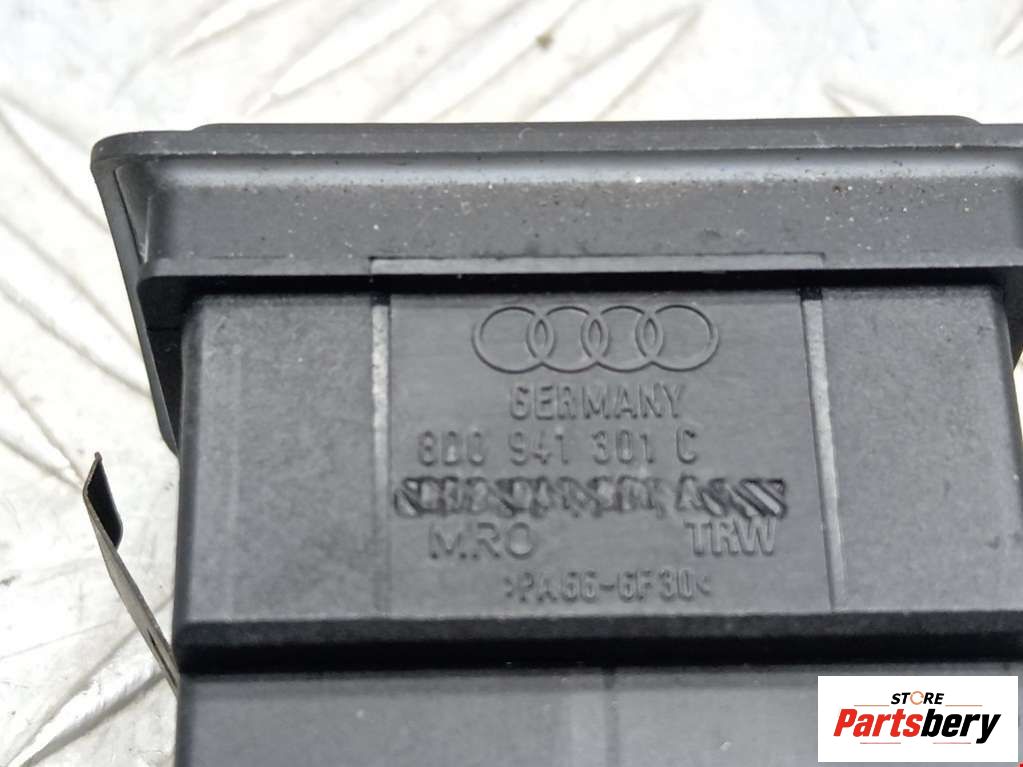 GERMANY
8D0 941 301 C
MRO TRW
>PA66-GF30<
STORE
Partsbery